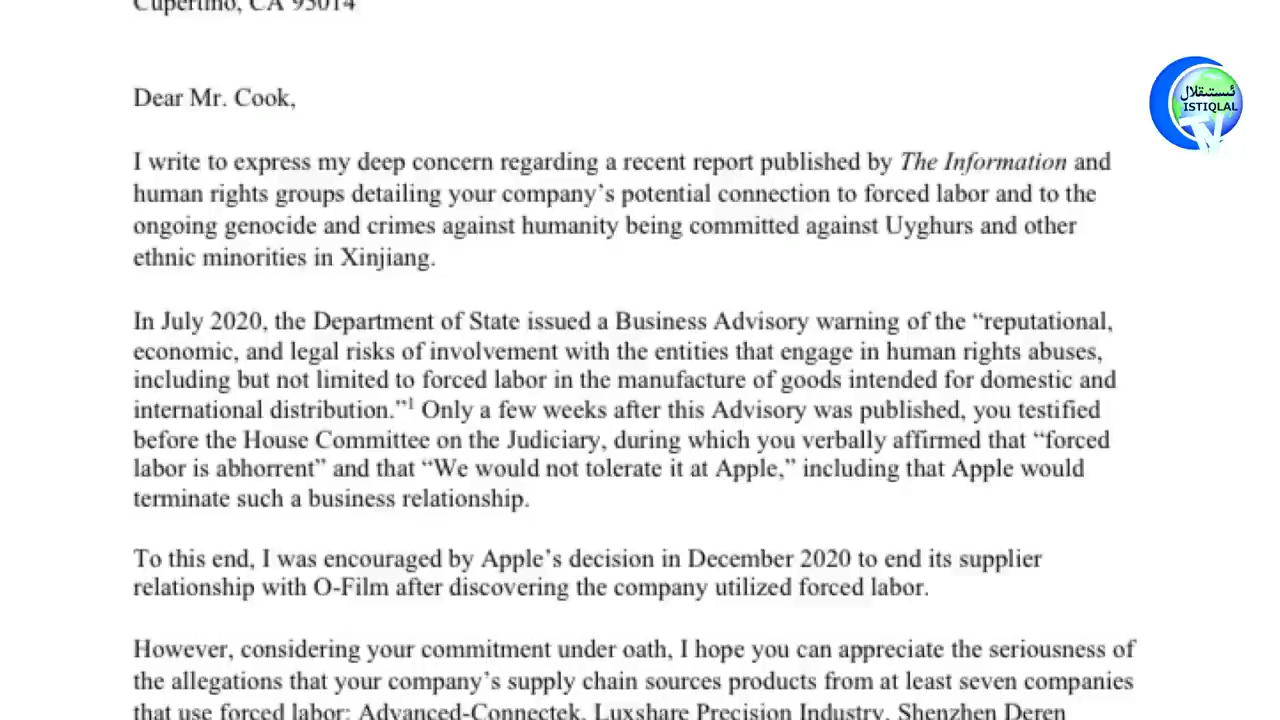 Cupertino, CA 95014
Dear Mr. Cook,
ئىستىقلال
ISTIQLAL
TV
I write to express my deep concern regarding a recent report published by The Information and
human rights groups detailing your company’s potential connection to forced labor and to the
ongoing genocide and crimes against humanity being committed against Uyghurs and other
ethnic minorities in Xinjiang.
In July 2020, the Department of State issued a Business Advisory warning of the “reputational,
economic, and legal risks of involvement with the entities that engage in human rights abuses,
including but not limited to forced labor in the manufacture of goods intended for domestic and
international distribution.”1 Only a few weeks after this Advisory was published, you testified
before the House Committee on the Judiciary, during which you verbally affirmed that “forced
labor is abhorrent” and that “We would not tolerate it at Apple,” including that Apple would
terminate such a business relationship.
To this end, I was encouraged by Apple’s decision in December 2020 to end its supplier
relationship with O-Film after discovering the company utilized forced labor.
However, considering your commitment under oath, I hope you can appreciate the seriousness of
the allegations that your company’s supply chain sources products from at least seven companies
that use forced labor: Advanced-Connectek, Luxshare Precision Industry, Shenzhen Deren